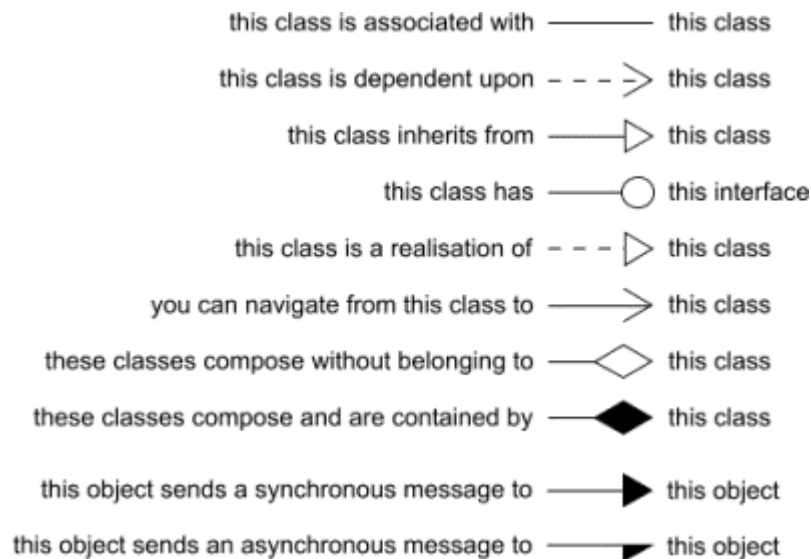 this class is associated with this class
this class is dependent upon this class
this class inherits from this class
this class has this interface
this class is a realisation of this class
you can navigate from this class to this class
these classes compose without belonging to this class
these classes compose and are contained by this class
this object sends a synchronous message to this object
this object sends an asynchronous message to this object